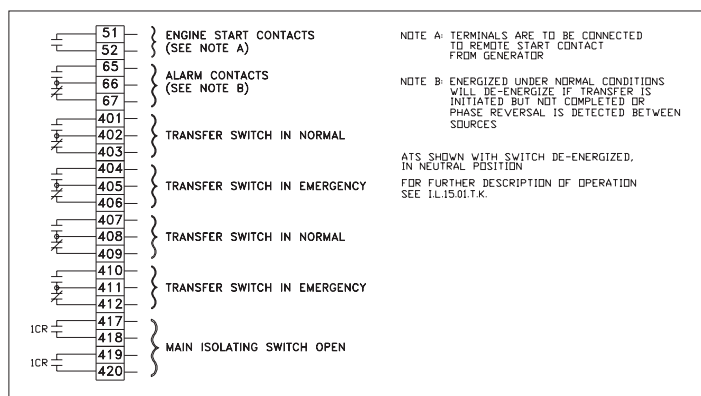 51 ENGINE START CONTACTS
52 (SEE NOTE A)
65
66 ALARM CONTACTS
67 (SEE NOTE B)
401
402 TRANSFER SWITCH IN NORMAL
403
404
405 TRANSFER SWITCH IN EMERGENCY
406
407
408 TRANSFER SWITCH IN NORMAL
409
410
411 TRANSFER SWITCH IN EMERGENCY
412
417
1CR
418
MAIN ISOLATING SWITCH OPEN
419
1CR
420
NOTE A: TERMINALS ARE TO BE CONNECTED
TO REMOTE START CONTACT
FROM GENERATOR
NOTE B: ENERGIZED UNDER NORMAL CONDITIONS
WILL DE-ENERGIZE IF TRANSFER IS
INITIATED BUT NOT COMPLETED OR
PHASE REVERSAL IS DETECTED BETWEEN
SOURCES
ATS SHOWN WITH SWITCH DE-ENERGIZED,
IN NEUTRAL POSITION
FOR FURTHER DESCRIPTION OF OPERATION
SEE I.L.15.01.T.K.